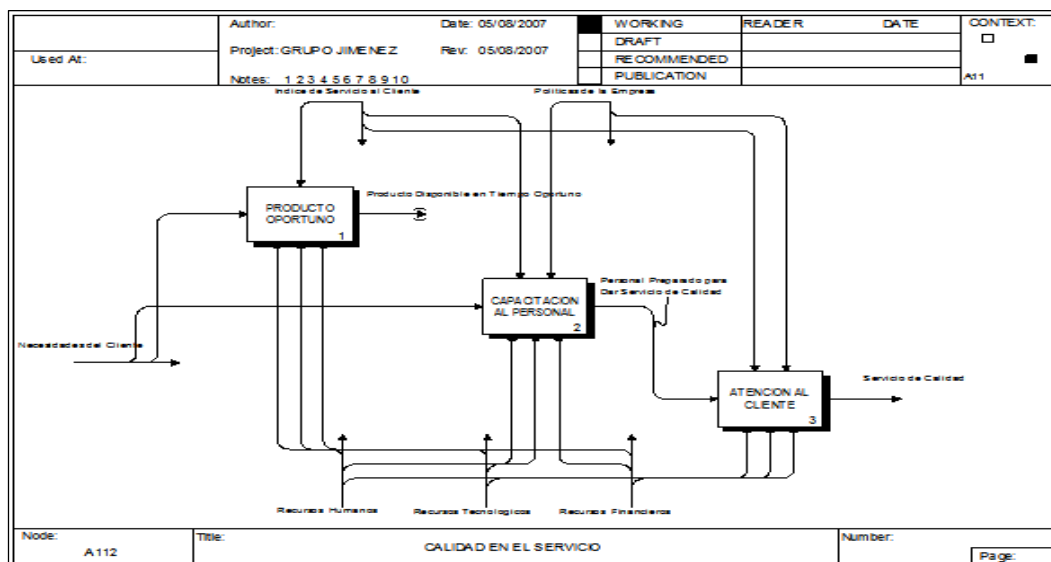 Used At:
Author:
Date: 05/08/2007
Project: GRUPO JIMENEZ
Rev: 05/08/2007
Notes: 1 2 3 4 5 6 7 8 9 10
WORKING
DRAFT
RECOMMENDED
PUBLICATION
READER
DATE
CONTEXT:
A11
Indice de Servicio al Cliente
Politicas de la Empresa
PRODUCTO
OPORTUNO
1
Producto Disponible en Tiempo Oportuno
CAPACITACION
AL PERSONAL
2
Personal Preparado para
Dar Servicio de Calidad
Necesidades del Cliente
ATENCION AL
CLIENTE
3
Servicio de Calidad
Recursos Humanos
Recursos Tecnologicos
Recursos Financieros
Node:
A112
Title:
CALIDAD EN EL SERVICIO
Number:
Page: